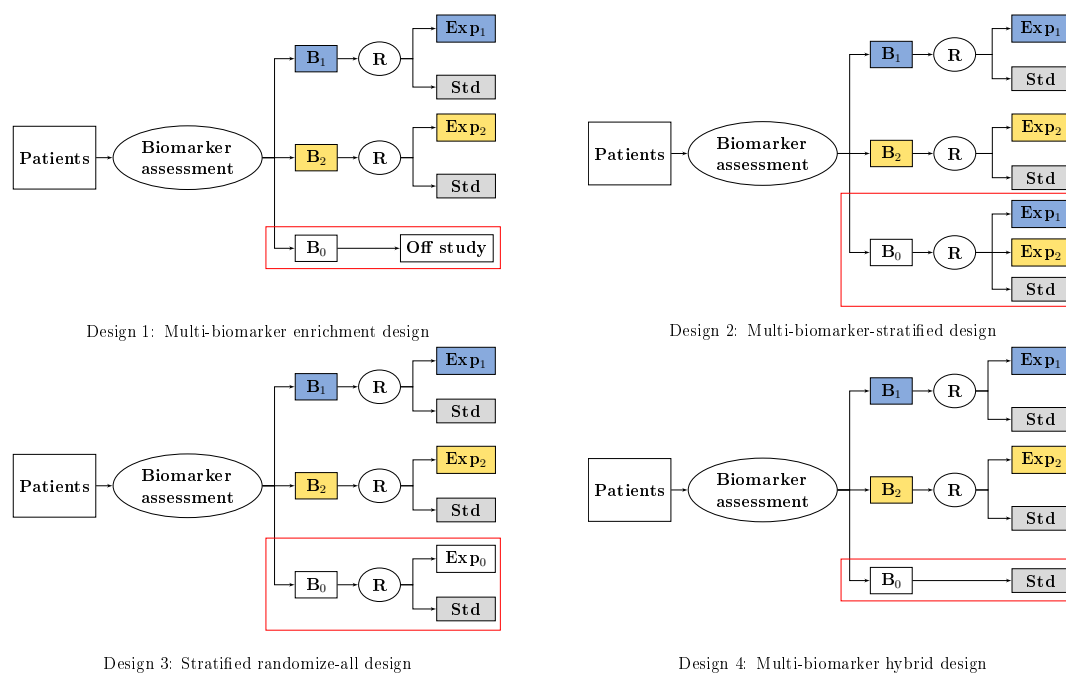 Patients
Biomarker
assessment
B₁
R
Exp₁
Std
B₂
R
Exp₂
Std
B₀
Off study
Design 1: Multi-biomarker enrichment design
Patients
Biomarker
assessment
B₁
R
Exp₁
Std
B₂
R
Exp₂
Std
B₀
R
Exp₁
Exp₂
Std
Design 2: Multi-biomarker-stratified design
Patients
Biomarker
assessment
B₁
R
Exp₁
Std
B₂
R
Exp₂
Std
B₀
R
Exp₀
Std
Design 3: Stratified randomize-all design
Patients
Biomarker
assessment
B₁
R
Exp₁
Std
B₂
R
Exp₂
Std
B₀
Std
Design 4: Multi-biomarker hybrid design